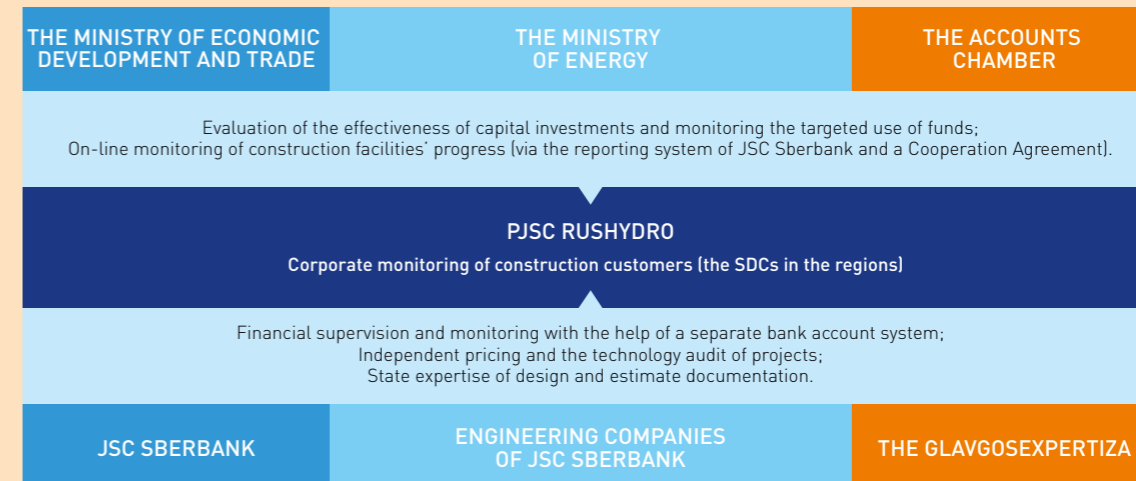 THE MINISTRY OF ECONOMIC
DEVELOPMENT AND TRADE
THE MINISTRY
OF ENERGY
THE ACCOUNTS
CHAMBER
Evaluation of the effectiveness of capital investments and monitoring the targeted use of funds;
On-line monitoring of construction facilities' progress (via the reporting system of JSC Sberbank and a Cooperation Agreement).
PJSC RUSHYDRO
Corporate monitoring of construction customers (the SDCs in the regions)
Financial supervision and monitoring with the help of a separate bank account system;
Independent pricing and the technology audit of projects;
State expertise of design and estimate documentation.
JSC SBERBANK
ENGINEERING COMPANIES
OF JSC SBERBANK
THE GLAVGOSEXPERTIZA